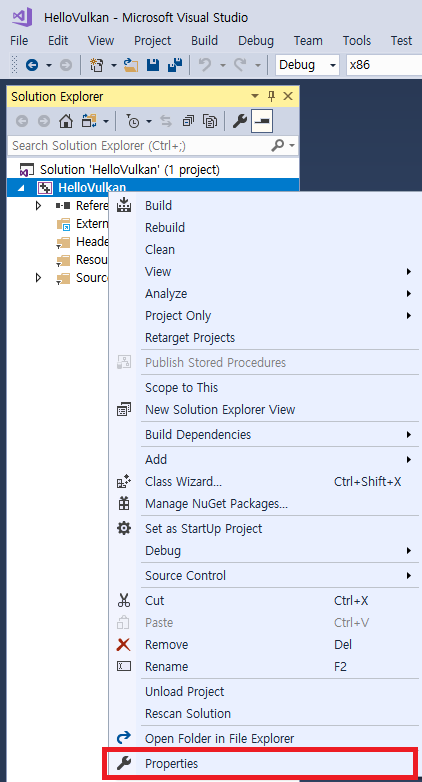 HelloVulkan - Microsoft Visual Studio
File Edit View Project Build Debug Team Tools Test
Debug x86
Solution Explorer
Search Solution Explorer (Ctrl+;)
Solution 'HelloVulkan' (1 project)
HelloVulkan
Refere
Extern
Heade
Resou
Source
Build
Rebuild
Clean
View
Analyze
Project Only
Retarget Projects
Publish Stored Procedures
Scope to This
New Solution Explorer View
Build Dependencies
Add
Class Wizard... Ctrl+Shift+X
Manage NuGet Packages...
Set as StartUp Project
Debug
Source Control
Cut Ctrl+X
Paste Ctrl+V
Remove Del
Rename F2
Unload Project
Rescan Solution
Open Folder in File Explorer
Properties